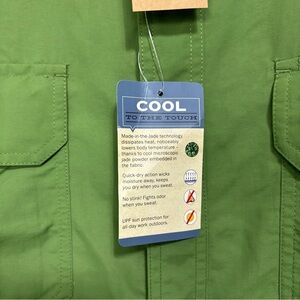 COOL
TO THE TOUCH
Made-in-the-Jade technology
dissipates heat, noticeably
lowers body temperature -
thanks to cool microscopic
jade powder embedded in
the fabric.
Quick-dry action wicks
moisture away, keeps
you dry when you sweat.
No stink! Fights odor
when you sweat.
UPF sun protection for
all-day work outdoors.